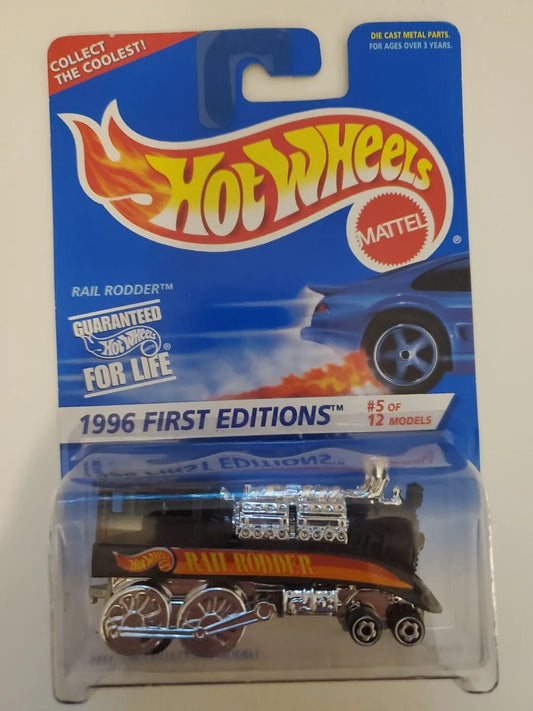 COLLECT
THE COOLEST!
DIE CAST METAL PARTS.
FOR AGES OVER 3 YEARS.
HOT WHEELS
MATTEL
®
RAIL RODDER™
GUARANTEED
Hot Wheels ®
FOR LIFE
1996 FIRST EDITIONS™
#5 OF
12 MODELS
Hot Wheels
RAIL RODDER